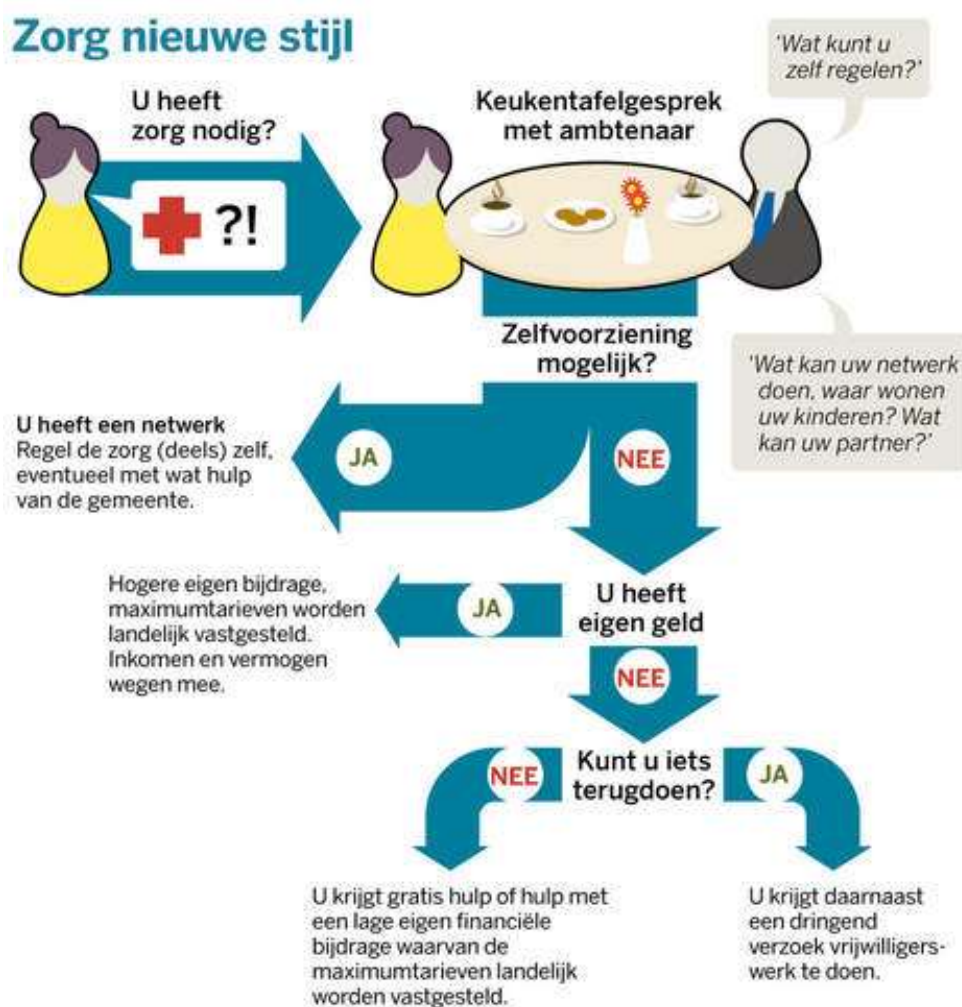 Zorg nieuwe stijl
U heeft
zorg nodig?
?!
Keukentafelgesprek
met ambtenaar
'Wat kunt u
zelf regelen?'
'Wat kan uw netwerk
doen, waar wonen
uw kinderen? Wat
kan uw partner?'
Zelfvoorziening
mogelijk?
JA
NEE
U heeft een netwerk
Regel de zorg (deels) zelf,
eventueel met wat hulp
van de gemeente.
U heeft
eigen geld
JA
NEE
Hogere eigen bijdrage,
maximumtarieven worden
landelijk vastgesteld.
Inkomen en vermogen
wegen mee.
Kunt u iets
terugdoen?
NEE
JA
U krijgt gratis hulp of hulp met
een lage eigen financiële
bijdrage waarvan de
maximumtarieven landelijk
worden vastgesteld.
U krijgt daarnaast
een dringend
verzoek vrijwilligers-
werk te doen.